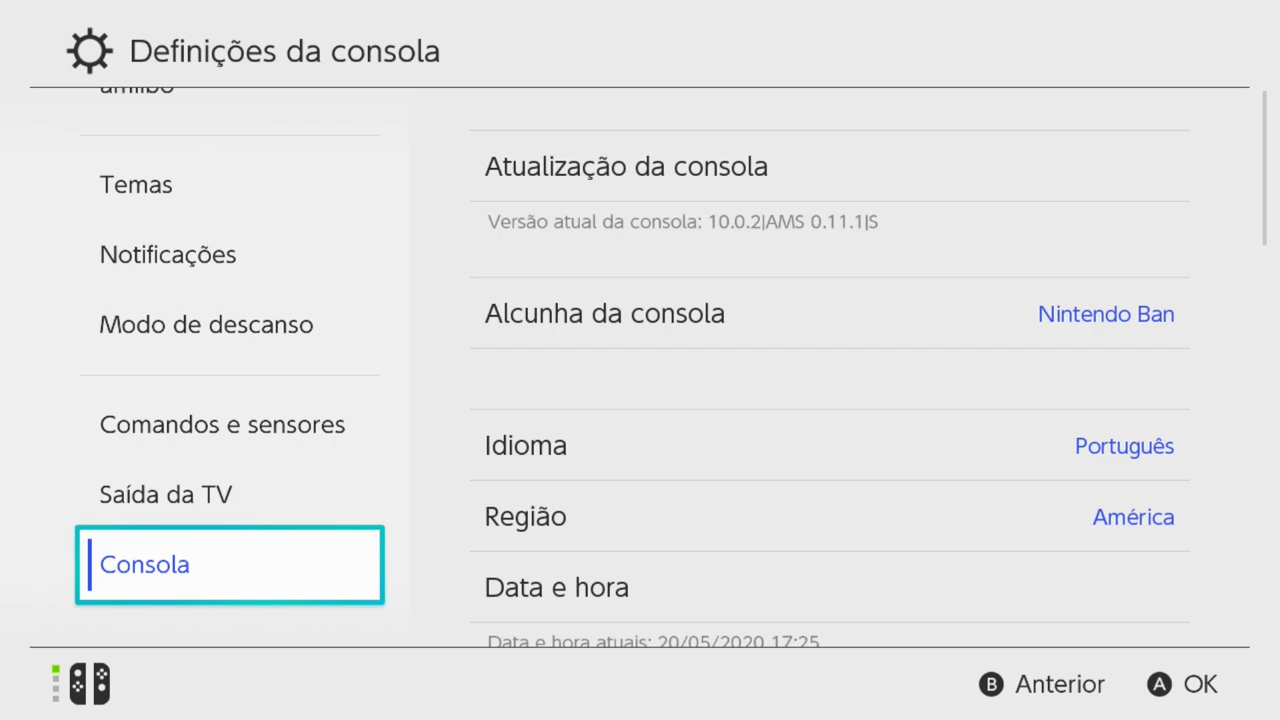 Definições da consola
amiibo
Temas
Notificações
Modo de descanso
Comandos e sensores
Saída da TV
Consola
Atualização da consola
Versão atual da consola: 10.0.2|AMS 0.11.1|S
Alcunha da consola Nintendo Ban
Idioma Português
Região América
Data e hora
Data e hora atuais: 20/05/2020 17:25
B Anterior A OK